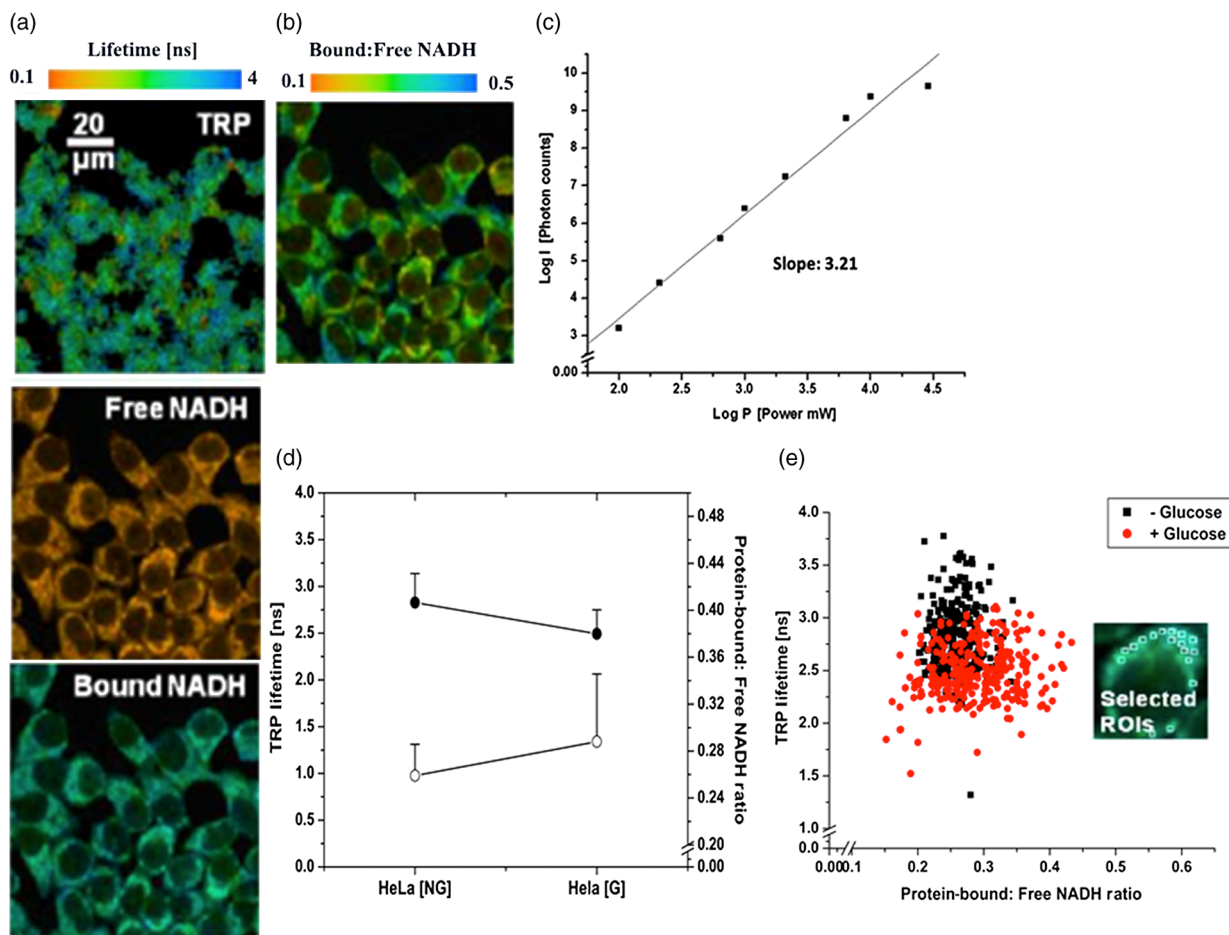 (a)
Lifetime [ns]
0.1
4
20
μm
TRP
Free NADH
Bound NADH
(b)
Bound:Free NADH
0.1
0.5
(c)
10
9
8
7
6
5
4
3
0.00
Log I [Photon counts]
Slope: 3.21
2.0 2.5 3.0 3.5 4.0 4.5
Log P [Power mW]
(d)
4.0
3.5
3.0
2.5
2.0
1.5
1.0
0.5
0.0
TRP lifetime [ns]
0.48
0.44
0.40
0.36
0.32
0.28
0.24
0.20
0.00
Protein-bound: Free NADH
ratio
HeLa [NG]
Hela [G]
(e)
- Glucose
+ Glucose
4.0
3.5
3.0
2.5
2.0
1.5
1.0
0.0
TRP lifetime [ns]
Selected
ROIs
0.00 0.1 0.2 0.3 0.4 0.5 0.6
Protein-bound: Free NADH ratio